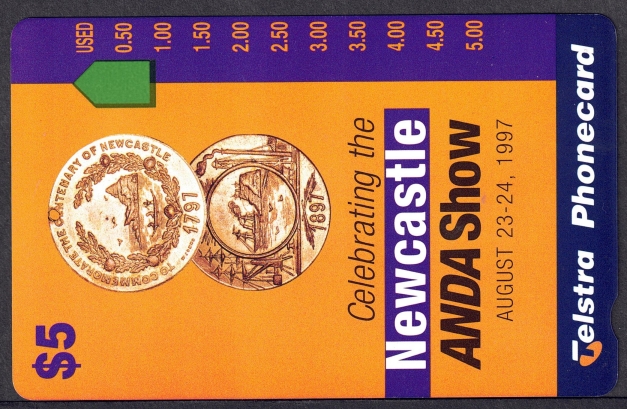 $5
USED
0.50
1.00
1.50
2.00
2.50
3.00
3.50
4.00
4.50
5.00
TO COMMEMORATE THE CENTENARY OF NEWCASTLE
1797
1897
Celebrating the
Newcastle
ANDA Show
AUGUST 23-24, 1997
Telstra Phonecard